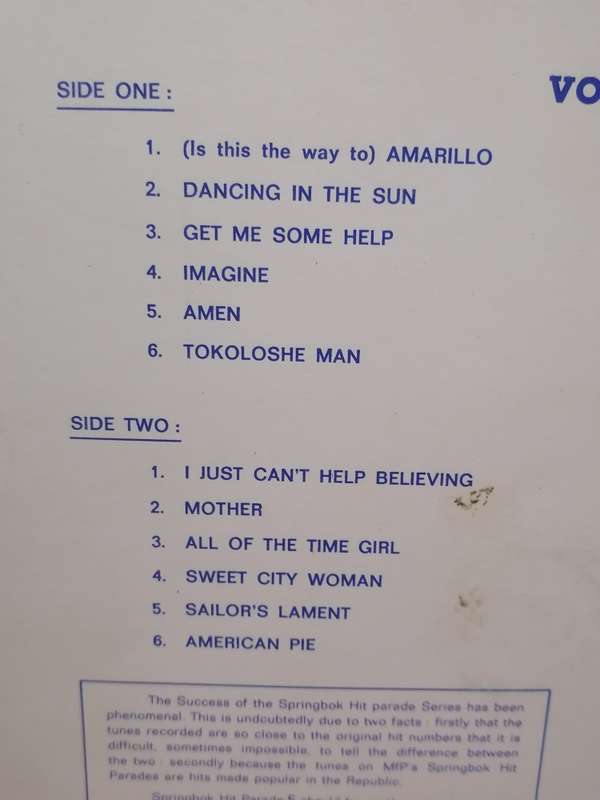 VO
SIDE ONE :
1. (Is this the way to) AMARILLO
2. DANCING IN THE SUN
3. GET ME SOME HELP
4. IMAGINE
5. AMEN
6. TOKOLOSHE MAN
SIDE TWO :
1. I JUST CAN'T HELP BELIEVING
2. MOTHER
3. ALL OF THE TIME GIRL
4. SWEET CITY WOMAN
5. SAILOR'S LAMENT
6. AMERICAN PIE
The Success of the Springbok Hit parade Series has been
phenomenal. This is undoubtedly due to two facts : firstly that the
tunes recorded are so close to the original hit numbers that it is
difficult, sometimes impossible, to tell the difference between
the two : secondly because the tunes on MfP's Springbok Hit
Parades are hits made popular in the Republic.
Springbok Hit Parade